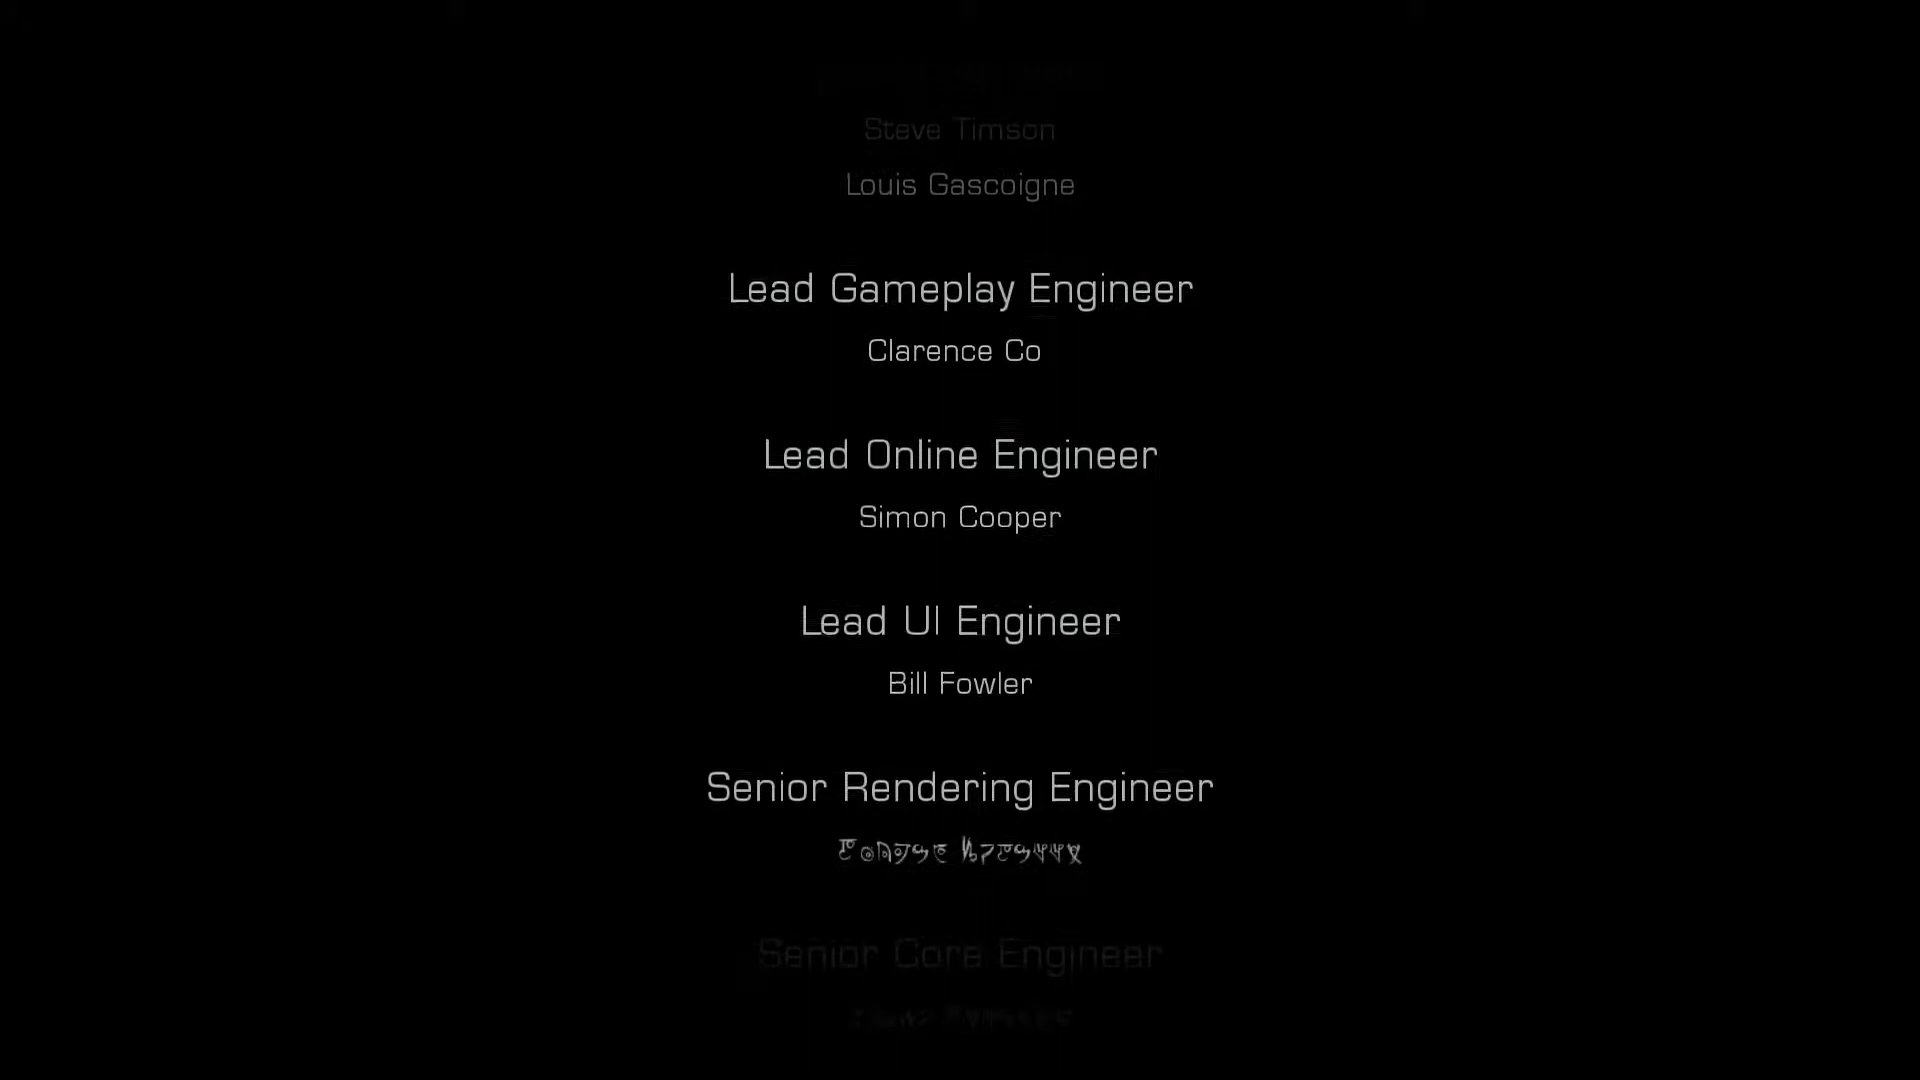 Steve Timson
Louis Gascoigne
Lead Gameplay Engineer
Clarence Co
Lead Online Engineer
Simon Cooper
Lead UI Engineer
Bill Fowler
Senior Rendering Engineer
Senior Core Engineer